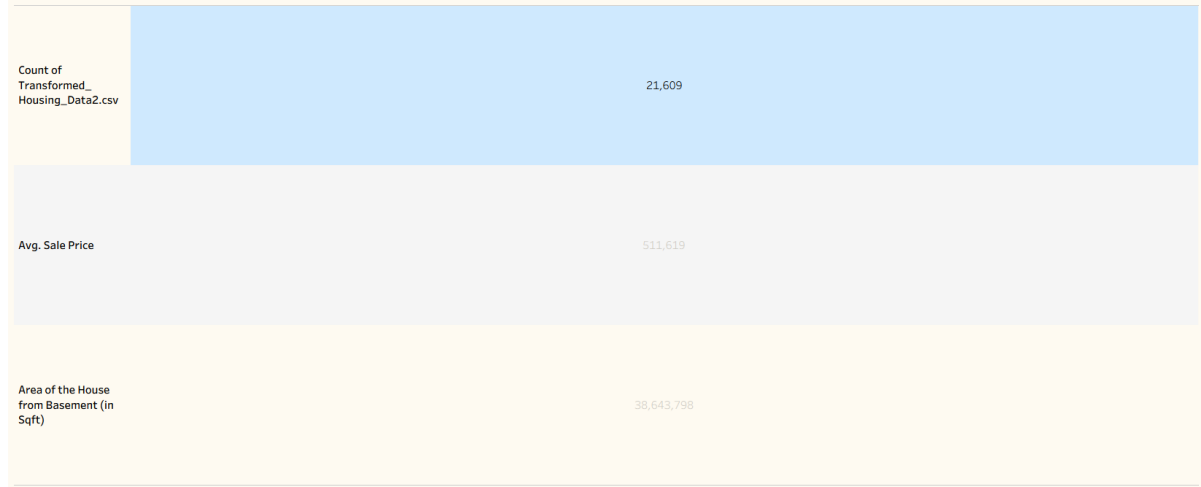 Count of
Transformed_
Housing_Data2.csv
21,609
Avg. Sale Price
511,619
Area of the House
from Basement (in
Sqft)
38,643,798